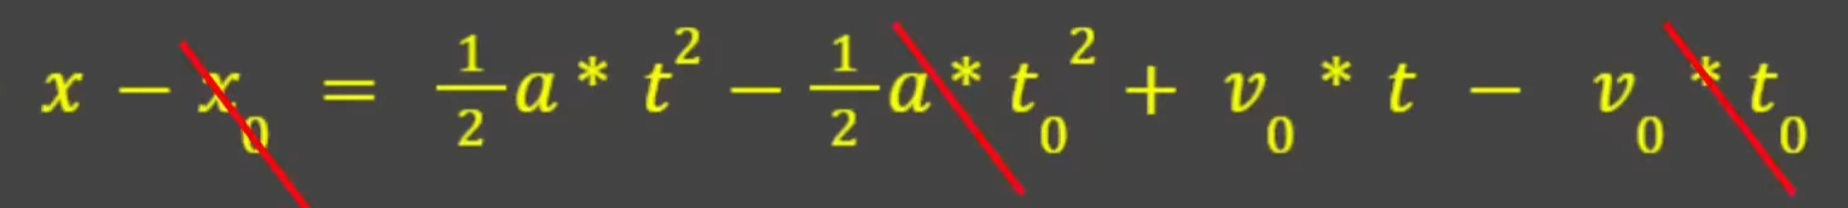 x − x₀ = ½a * t² − ½a * t₀² + v₀ * t − v₀ * t₀